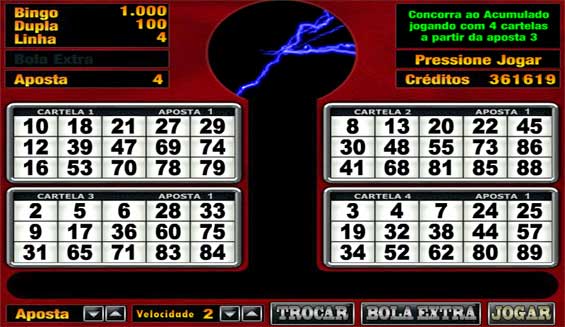 Bingo 1.000
Dupla 100
Linha 4
Bola Extra
Aposta 4
Concorra ao Acumulado
jogando com 4 cartelas
a partir da aposta 3
Pressione Jogar
Créditos 361619
CARTELA 1 APOSTA 1
10 18 21 27 29
12 39 47 69 74
16 53 70 78 79
CARTELA 2 APOSTA 1
8 13 20 22 45
30 48 55 73 86
41 68 81 85 88
CARTELA 3 APOSTA 1
2 5 6 28 33
9 17 36 60 75
31 65 71 83 84
CARTELA 4 APOSTA 1
3 4 7 24 25
19 32 38 44 57
34 52 62 80 89
Aposta Velocidade 2 TROCAR BOLA EXTRA JOGAR